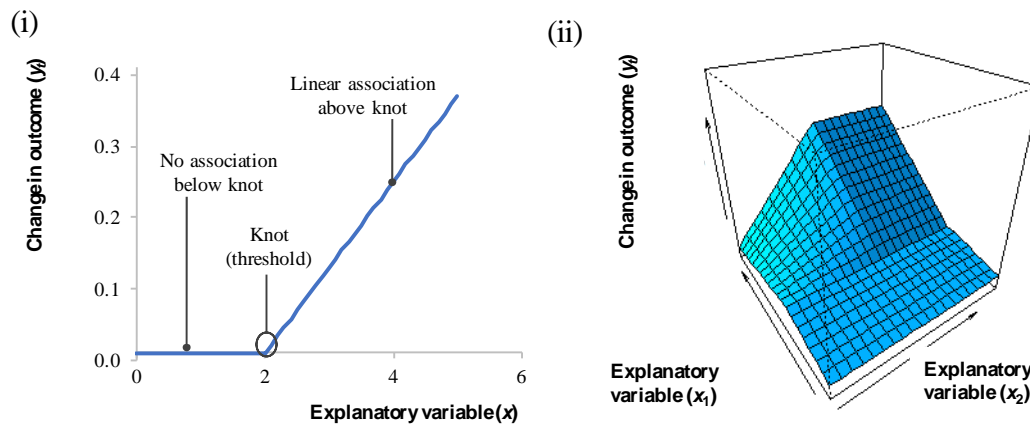 (i)
Change in outcome (yᵢ)
0.4
0.3
0.2
0.1
0.0
0
2
4
6
Explanatory variable (x)
No association
below knot
Knot
(threshold)
Linear association
above knot
(ii)
Change in outcome (yᵢ)
Explanatory
variable (x₁)
Explanatory
variable (x₂)